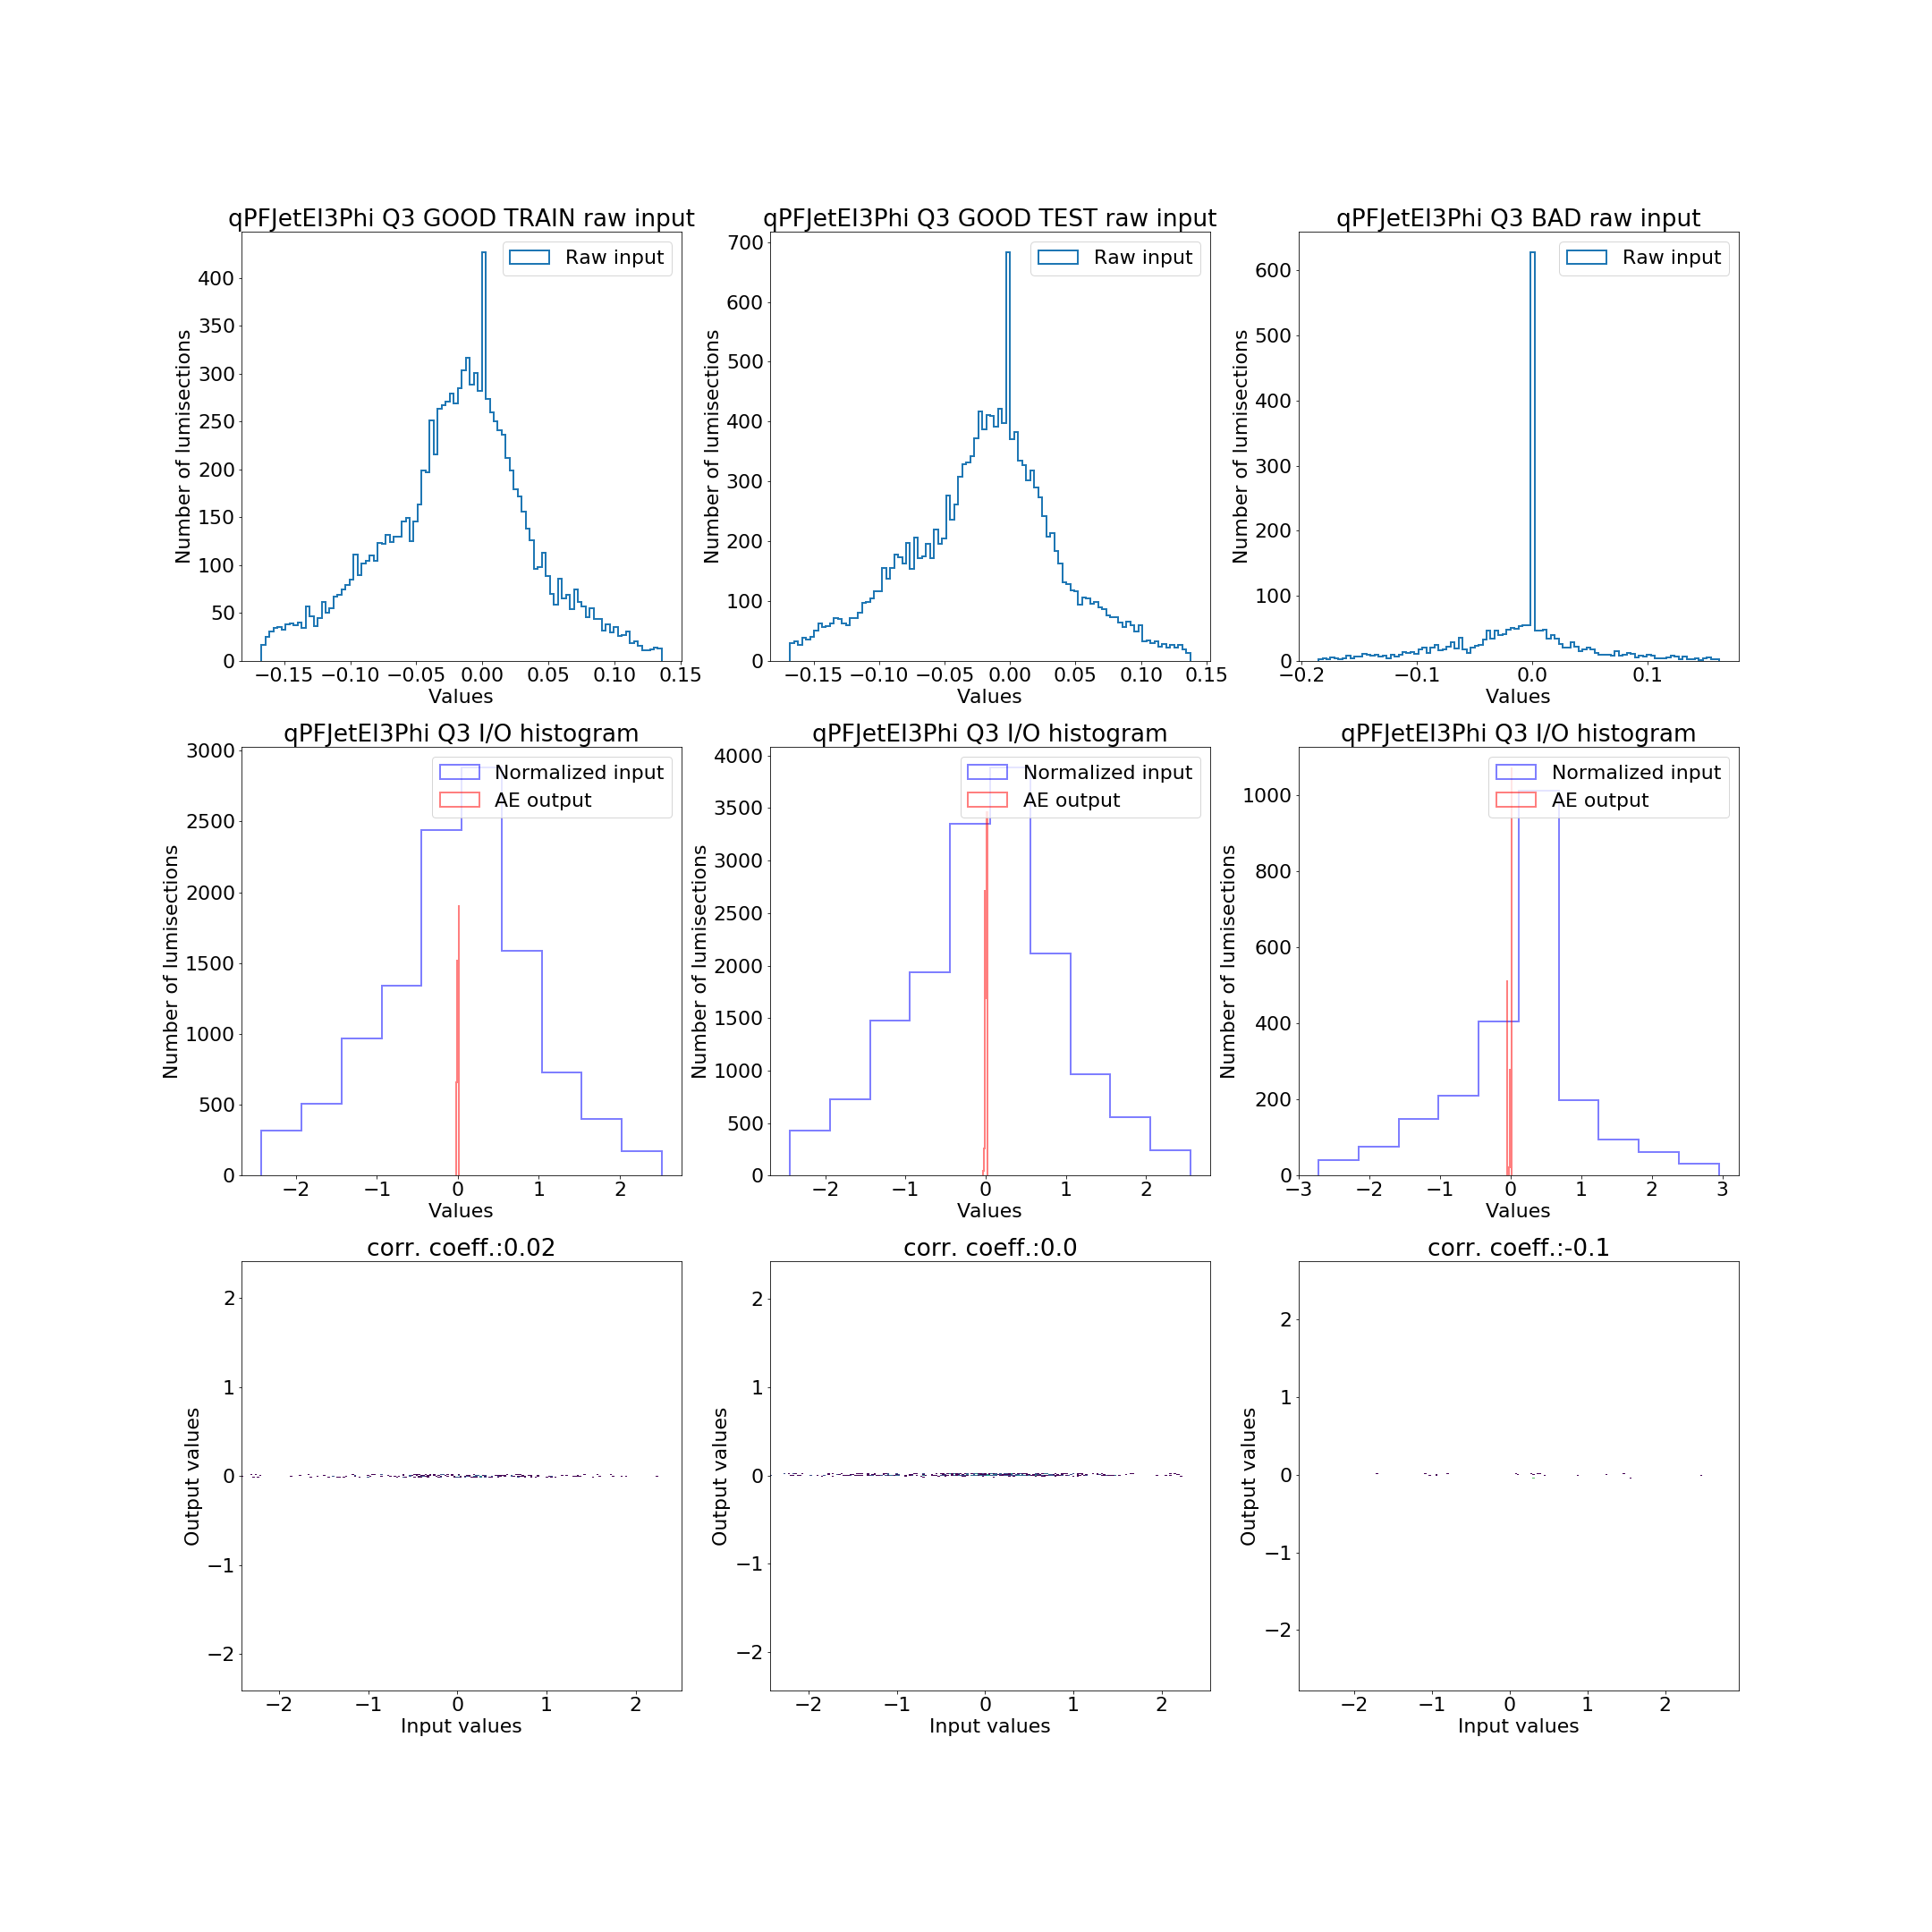 qPFJetEI3Phi Q3 GOOD TRAIN raw input
Raw input
400
350
300
250
200
150
100
50
0
−0.15 −0.10 −0.05 0.00 0.05 0.10 0.15
Values
Number of lumisections
qPFJetEI3Phi Q3 GOOD TEST raw input
Raw input
700
600
500
400
300
200
100
0
−0.15 −0.10 −0.05 0.00 0.05 0.10 0.15
Values
Number of lumisections
qPFJetEI3Phi Q3 BAD raw input
Raw input
600
500
400
300
200
100
0
−0.2 −0.1 0.0 0.1
Values
Number of lumisections
qPFJetEI3Phi Q3 I/O histogram
Normalized input
AE output
3000
2500
2000
1500
1000
500
0
−2 −1 0 1 2
Values
Number of lumisections
qPFJetEI3Phi Q3 I/O histogram
Normalized input
AE output
4000
3500
3000
2500
2000
1500
1000
500
0
−2 −1 0 1 2
Values
Number of lumisections
qPFJetEI3Phi Q3 I/O histogram
Normalized input
AE output
1000
800
600
400
200
0
−3 −2 −1 0 1 2 3
Values
Number of lumisections
corr. coeff.:0.02
2
1
0
−1
−2
−2 −1 0 1 2
Input values
Output values
corr. coeff.:0.0
2
1
0
−1
−2
−2 −1 0 1 2
Input values
Output values
corr. coeff.:-0.1
2
1
0
−1
−2
−2 −1 0 1 2
Input values
Output values